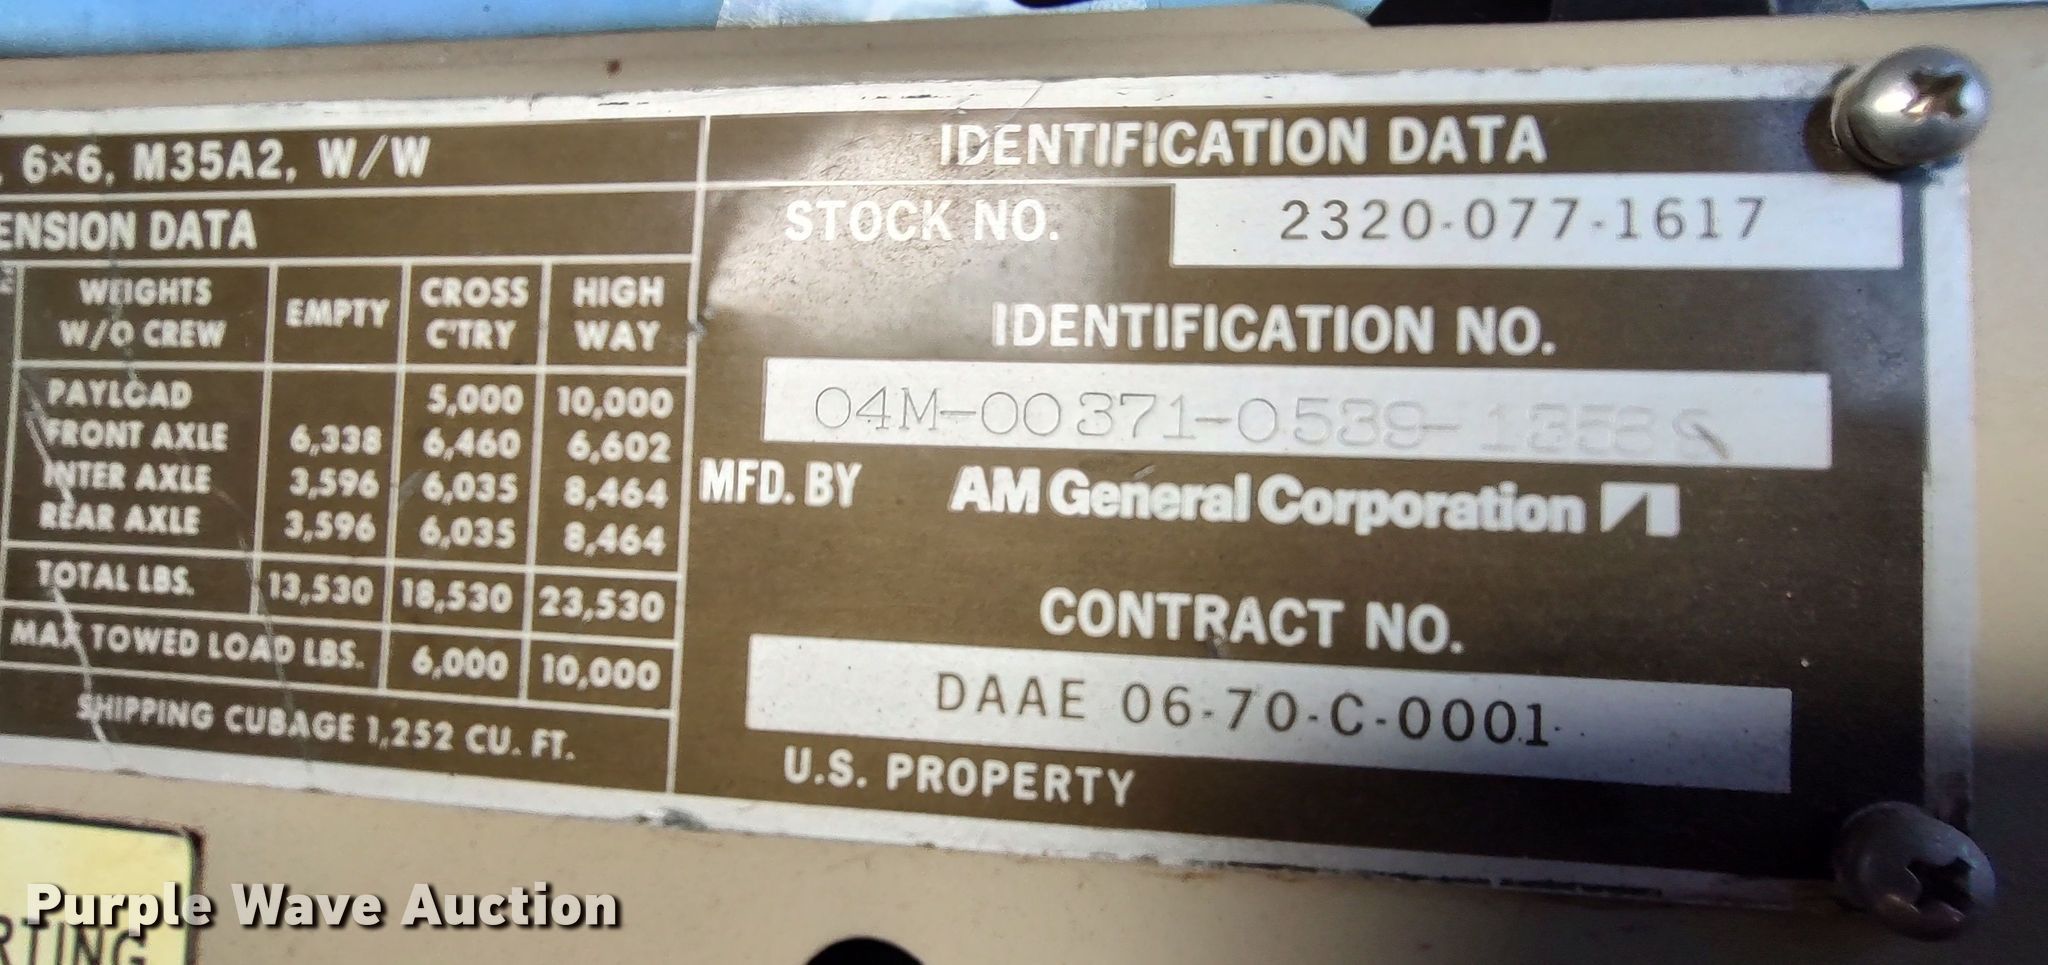 , 6×6, M35A2, W/W
ENSION DATA
WEIGHTS W/O CREW EMPTY CROSS C'TRY HIGH WAY
PAYLOAD 5,000 10,000
FRONT AXLE 6,338 6,460 6,602
INTER AXLE 3,596 6,035 8,464
REAR AXLE 3,596 6,035 8,464
TOTAL LBS. 13,530 18,530 23,530
MAX TOWED LOAD LBS. 6,000 10,000
SHIPPING CUBAGE 1,252 CU. FT.
IDENTIFICATION DATA
STOCK NO. 2320-077-1617
IDENTIFICATION NO.
04M-00371-0539-
MFD. BY AM General Corporation
CONTRACT NO.
DAAE 06-70-C-0001
U.S. PROPERTY
RTING
Purple Wave Auction